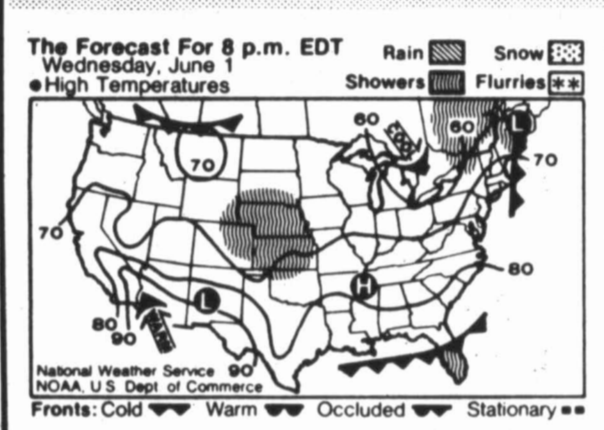 The Forecast For 8 p.m. EDT
Wednesday, June 1
High Temperatures
Rain Snow
Showers Flurries
60
60
L
70
70
70
H
80
L
80
90
WARM
90
National Weather Service
NOAA, U S Dept of Commerce
Fronts: Cold Warm Occluded Stationary